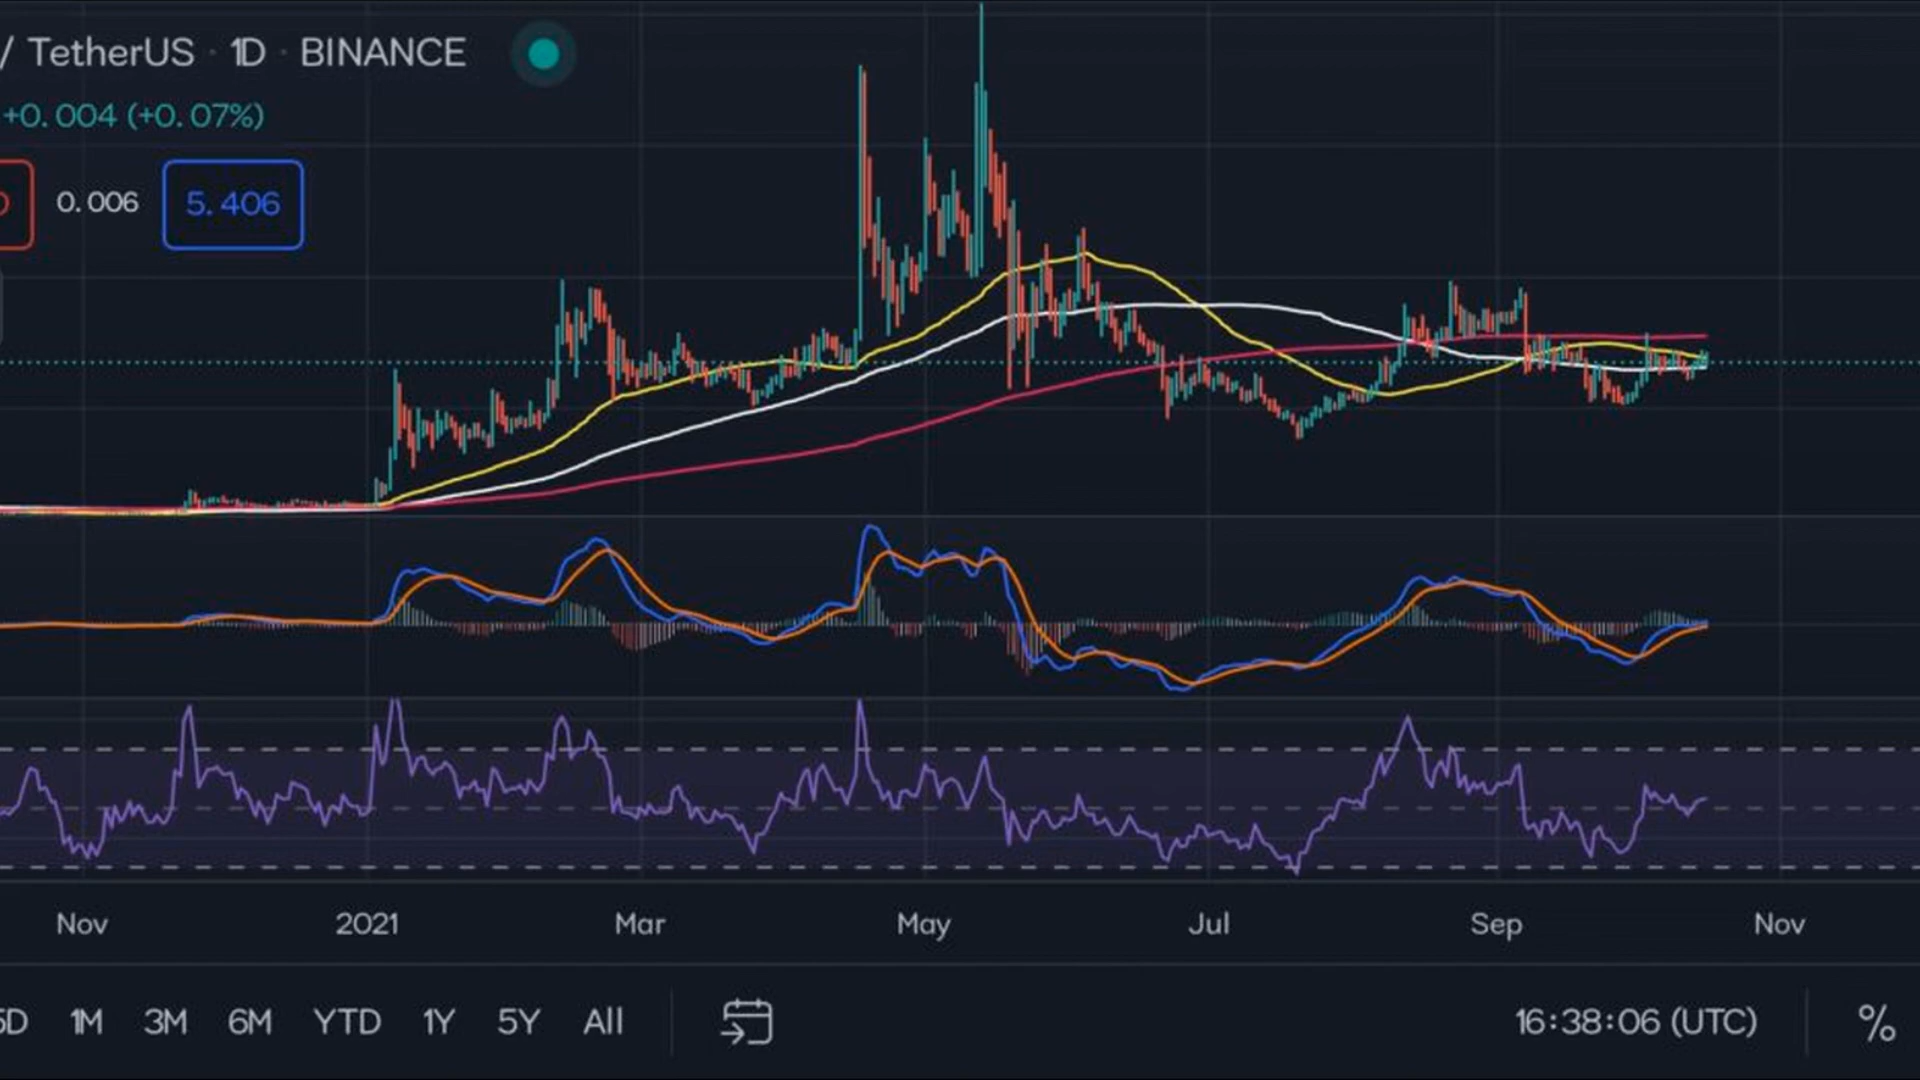 / TetherUS · 1D · BINANCE
+0.004 (+0.07%)
0.006 5.406
Nov 2021 Mar May Jul Sep Nov
5D 1M 3M 6M YTD 1Y 5Y All 16:38:06 (UTC) %